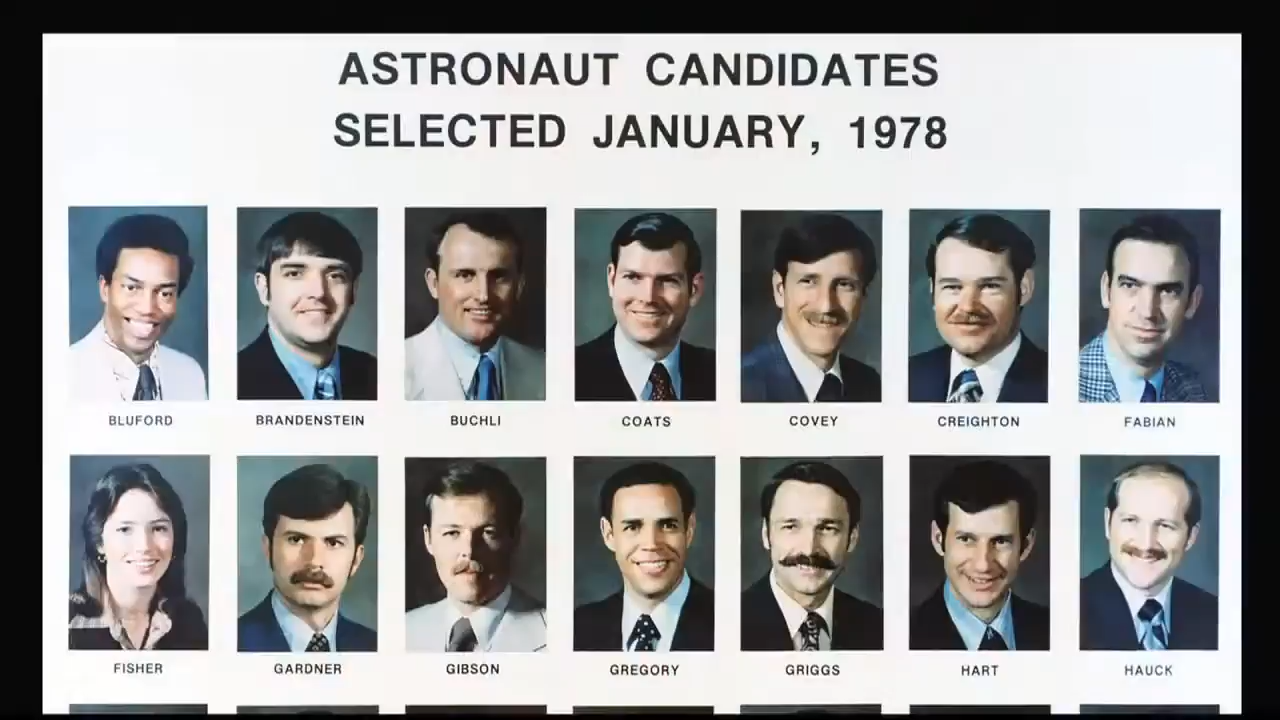 ASTRONAUT CANDIDATES
SELECTED JANUARY, 1978
BLUFORD BRANDENSTEIN BUCHLI COATS COVEY CREIGHTON FABIAN
FISHER GARDNER GIBSON GREGORY GRIGGS HART HAUCK